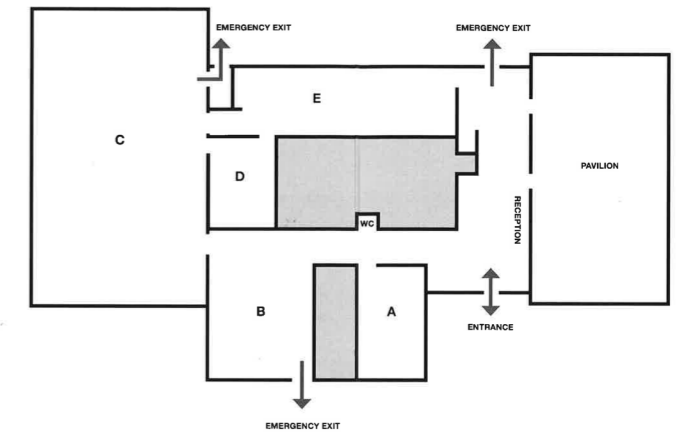 EMERGENCY EXIT
EMERGENCY EXIT
E
C
PAVILION
D
RECEPTION
WC
B
A
ENTRANCE
EMERGENCY EXIT